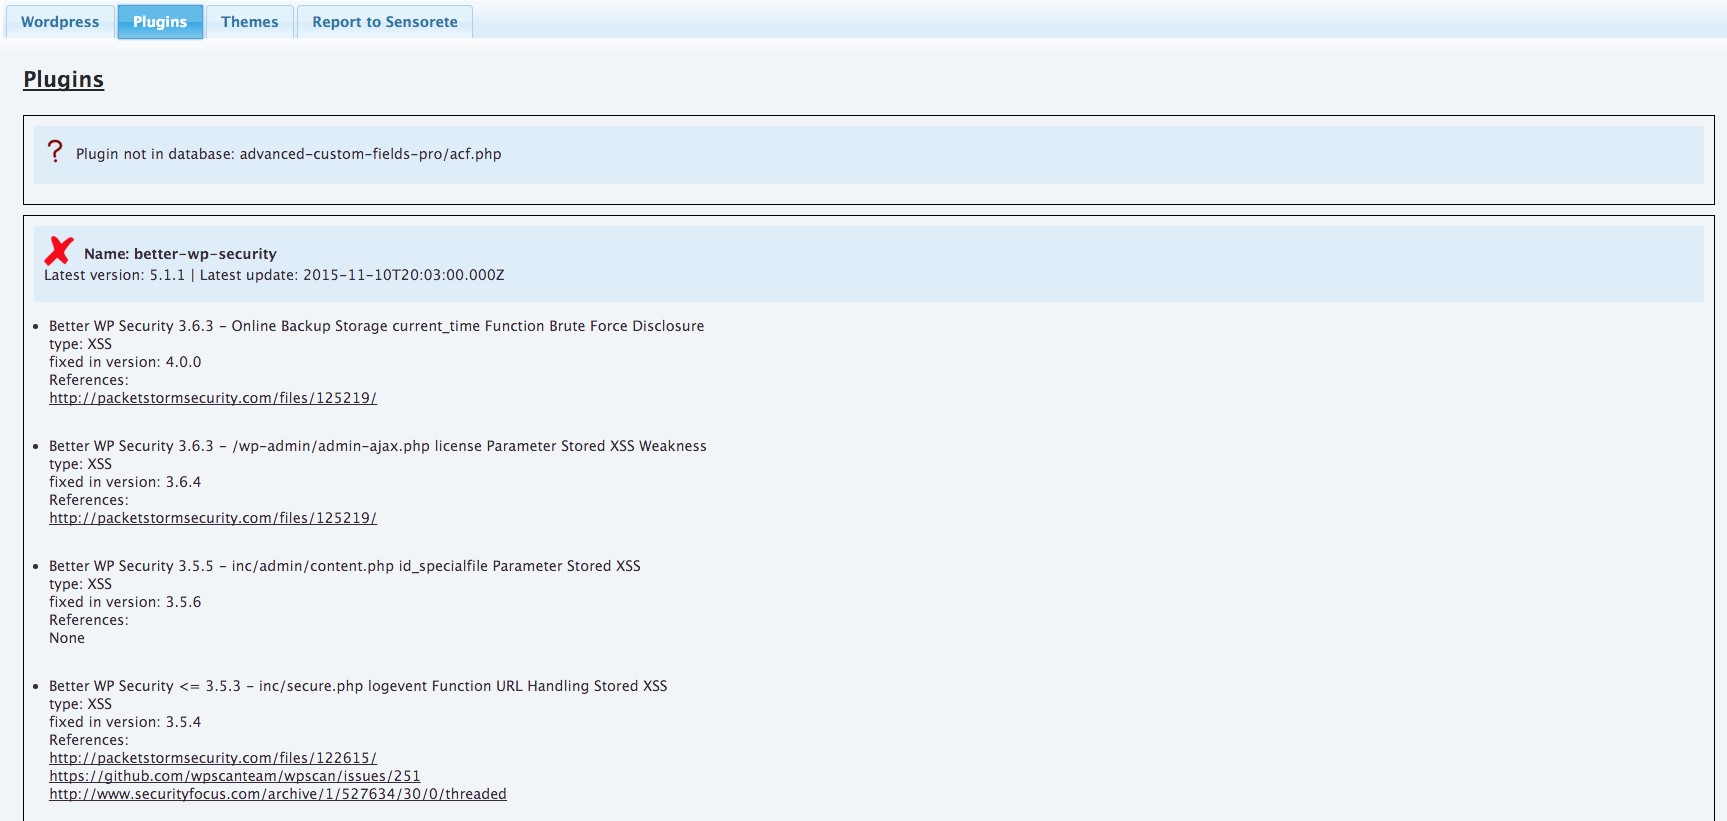 Wordpress Plugins Themes Report to Sensorete
Plugins
? Plugin not in database: advanced-custom-fields-pro/acf.php
Name: better-wp-security
Latest version: 5.1.1 | Latest update: 2015-11-10T20:03:00.000Z
• Better WP Security 3.6.3 - Online Backup Storage current_time Function Brute Force Disclosure
type: XSS
fixed in version: 4.0.0
References:
http://packetstormsecurity.com/files/125219/
• Better WP Security 3.6.3 - /wp-admin/admin-ajax.php license Parameter Stored XSS Weakness
type: XSS
fixed in version: 3.6.4
References:
http://packetstormsecurity.com/files/125219/
• Better WP Security 3.5.5 - inc/admin/content.php id_specialfile Parameter Stored XSS
type: XSS
fixed in version: 3.5.6
References:
None
• Better WP Security <= 3.5.3 - inc/secure.php logevent Function URL Handling Stored XSS
type: XSS
fixed in version: 3.5.4
References:
http://packetstormsecurity.com/files/122615/
https://github.com/wpscanteam/wpscan/issues/251
http://www.securityfocus.com/archive/1/527634/30/0/threaded